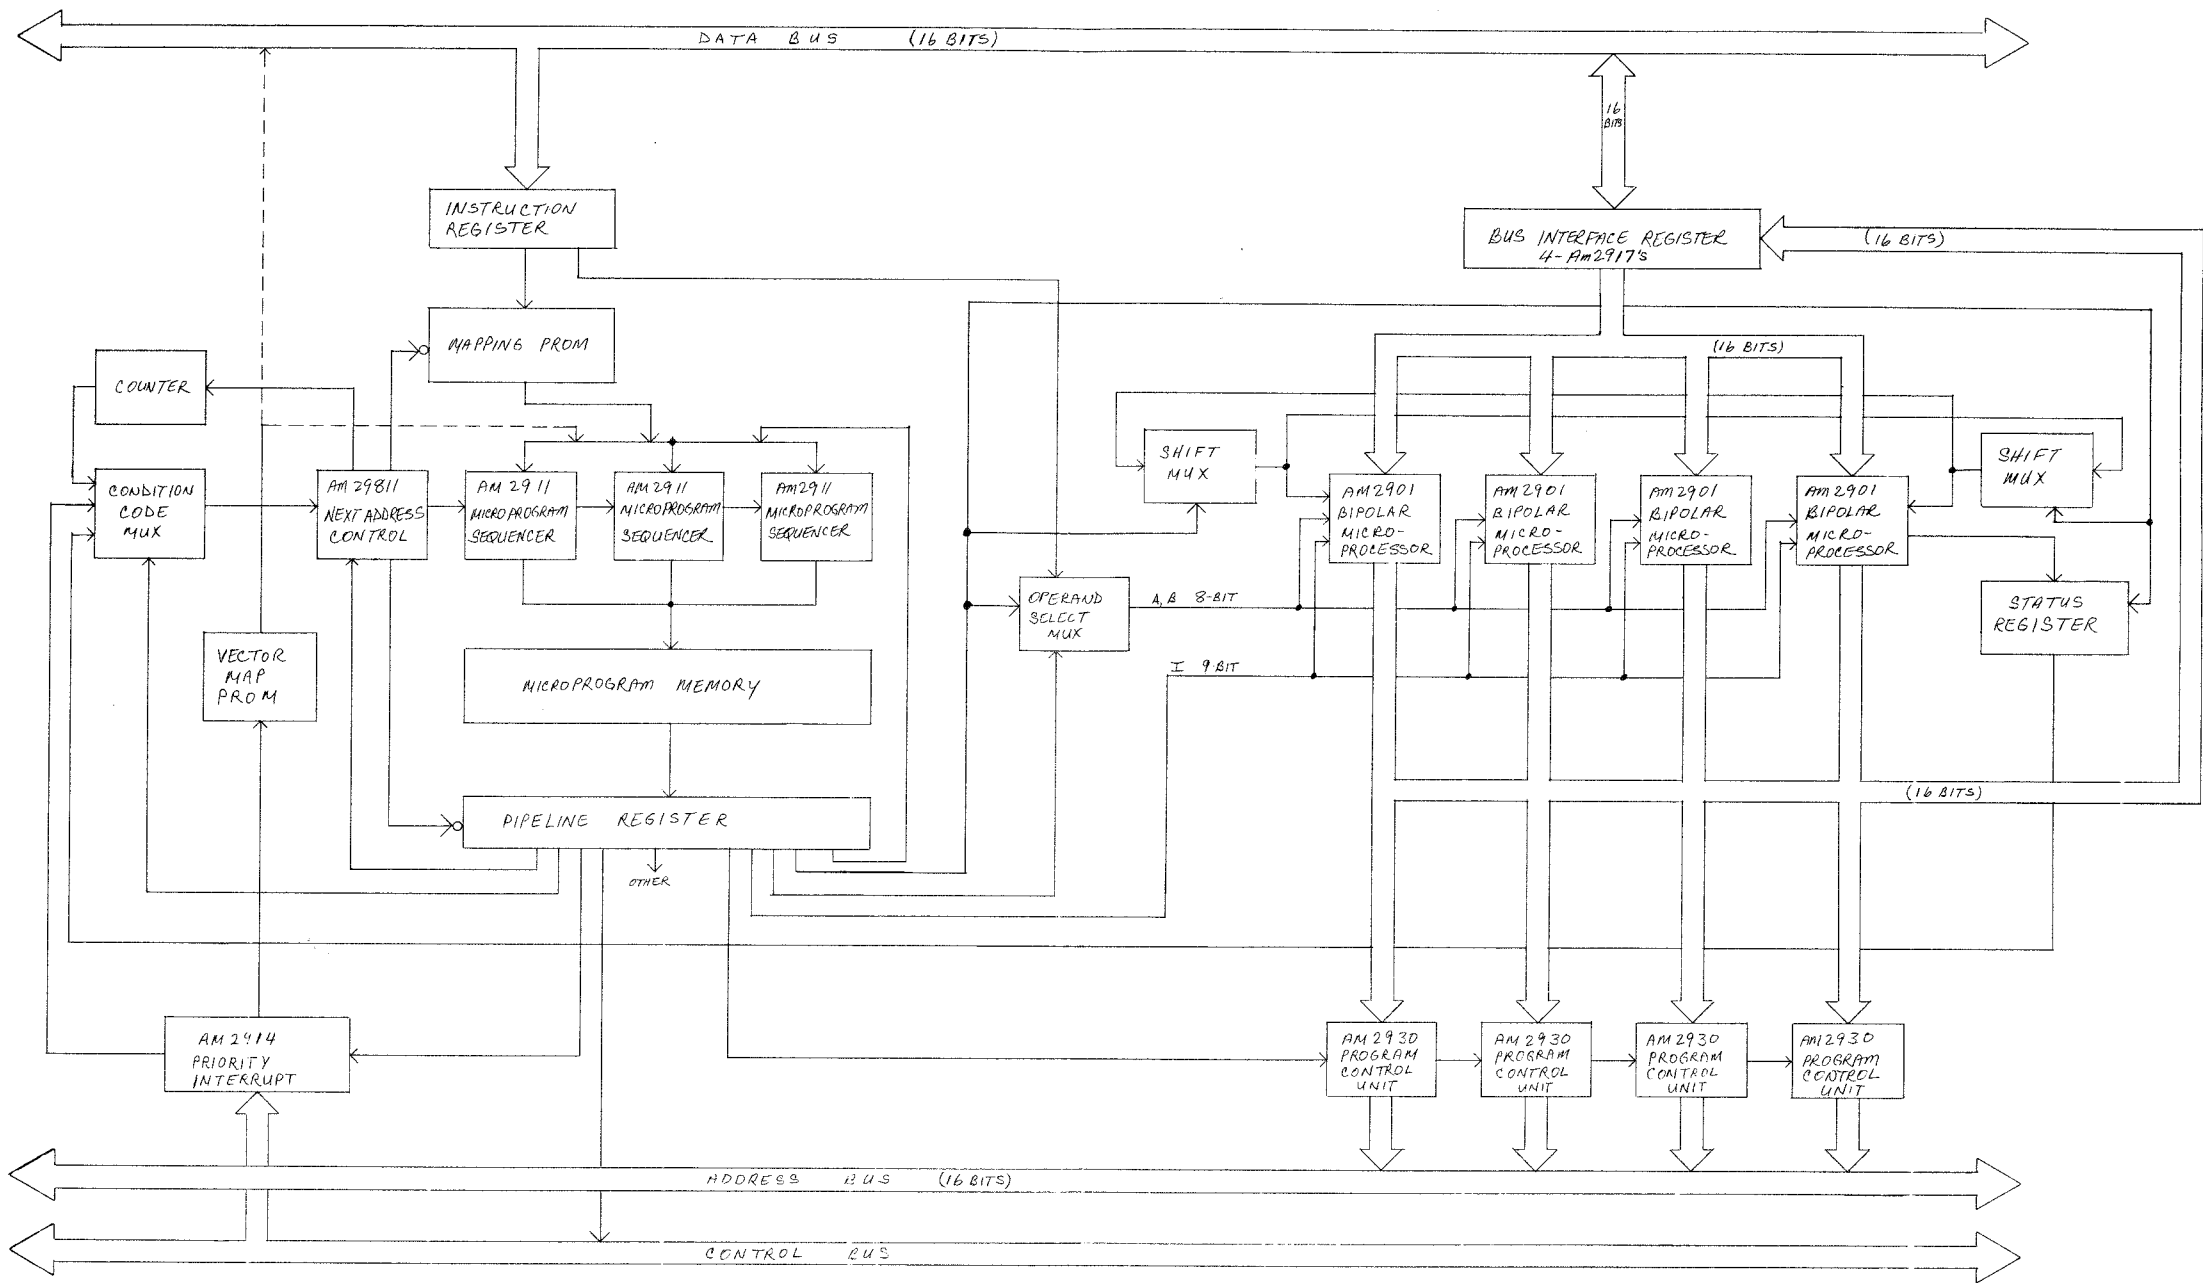 DATA BUS (16 BITS)
16
BITS
INSTRUCTION
REGISTER
BUS INTERFACE REGISTER
4-Am2917's
(16 BITS)
MAPPING PROM
(16 BITS)
COUNTER
CONDITION
CODE
MUX
AM 29811
NEXT ADDRESS
CONTROL
AM 2911
MICROPROGRAM
SEQUENCER
AM 2911
MICROPROGRAM
SEQUENCER
AM2911
MICROPROGRAM
SEQUENCER
SHIFT
MUX
AM 2901
BIPOLAR
MICRO-
PROCESSOR
AM 2901
BIPOLAR
MICRO-
PROCESSOR
AM 2901
BIPOLAR
MICRO-
PROCESSOR
AM 2901
BIPOLAR
MICRO-
PROCESSOR
SHIFT
MUX
OPERAND
SELECT
MUX
A, B 8-BIT
STATUS
REGISTER
VECTOR
MAP
PROM
MICROPROGRAM MEMORY
I 9-BIT
(16 BITS)
PIPELINE REGISTER
OTHER
AM 2914
PRIORITY
INTERRUPT
AM 2930
PROGRAM
CONTROL
UNIT
AM 2930
PROGRAM
CONTROL
UNIT
AM 2930
PROGRAM
CONTROL
UNIT
AM 2930
PROGRAM
CONTROL
UNIT
ADDRESS BUS (16 BITS)
CONTROL BUS